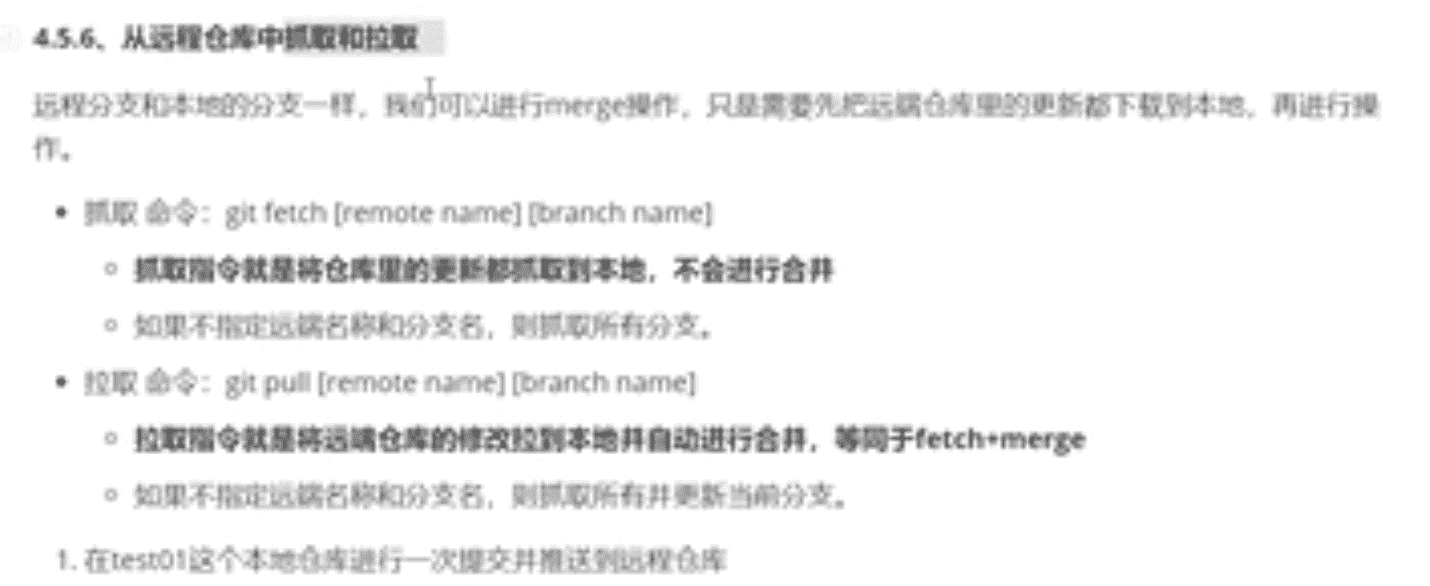 4.5.6、从远程仓库中抓取和拉取
远程分支和本地的分支一样，我们可以进行merge操作，只是需要先把远端仓库里的更新都下载到本地，再进行操
作。
• 抓取 命令：git fetch [remote name] [branch name]
○ 抓取指令就是将仓库里的更新都抓取到本地，不会进行合并
○ 如果不指定远端名称和分支名，则抓取所有分支。
• 拉取 命令：git pull [remote name] [branch name]
○ 拉取指令就是将远端仓库的修改拉到本地并自动进行合并，等同于fetch+merge
○ 如果不指定远端名称和分支名，则抓取所有并更新当前分支。
1. 在test01这个本地仓库进行一次提交并推送到远程仓库